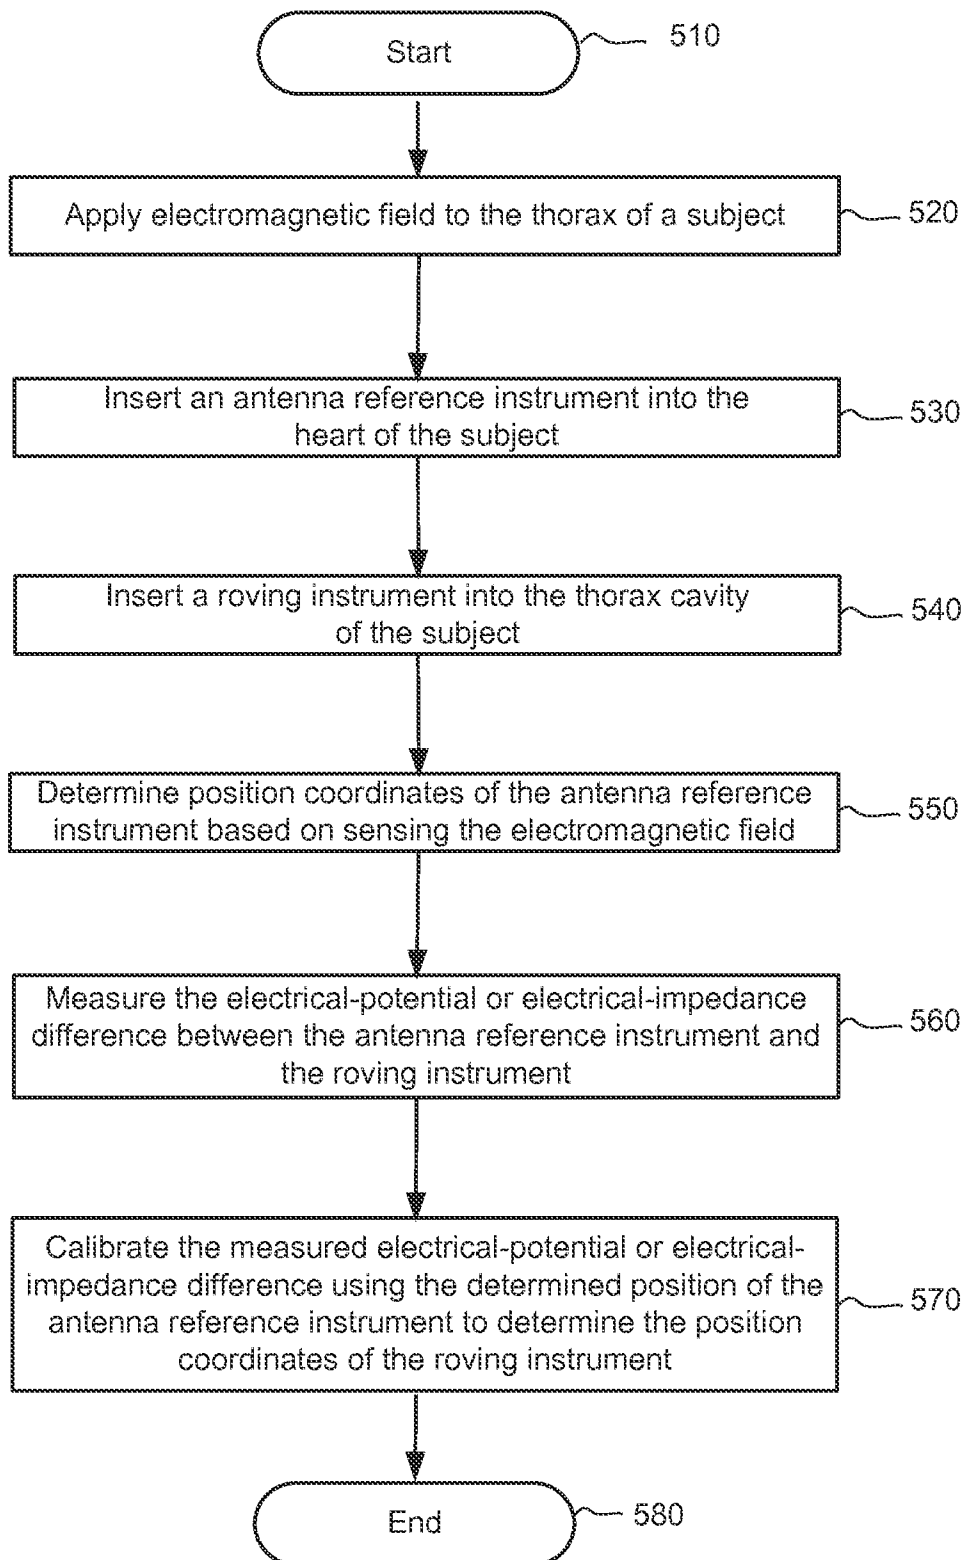 Start
510
Apply electromagnetic field to the thorax of a subject
520
Insert an antenna reference instrument into the
heart of the subject
530
Insert a roving instrument into the thorax cavity
of the subject
540
Determine position coordinates of the antenna reference
instrument based on sensing the electromagnetic field
550
Measure the electrical-potential or electrical-impedance
difference between the antenna reference instrument and
the roving instrument
560
Calibrate the measured electrical-potential or electrical-
impedance difference using the determined position of the
antenna reference instrument to determine the position
coordinates of the roving instrument
570
End
580